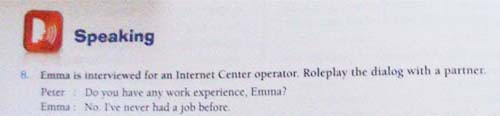 Speaking
8. Emma is interviewed for an Internet Center operator. Roleplay the dialog with a partner.
Peter : Do you have any work experience, Emma?
Emma : No. I've never had a job before.